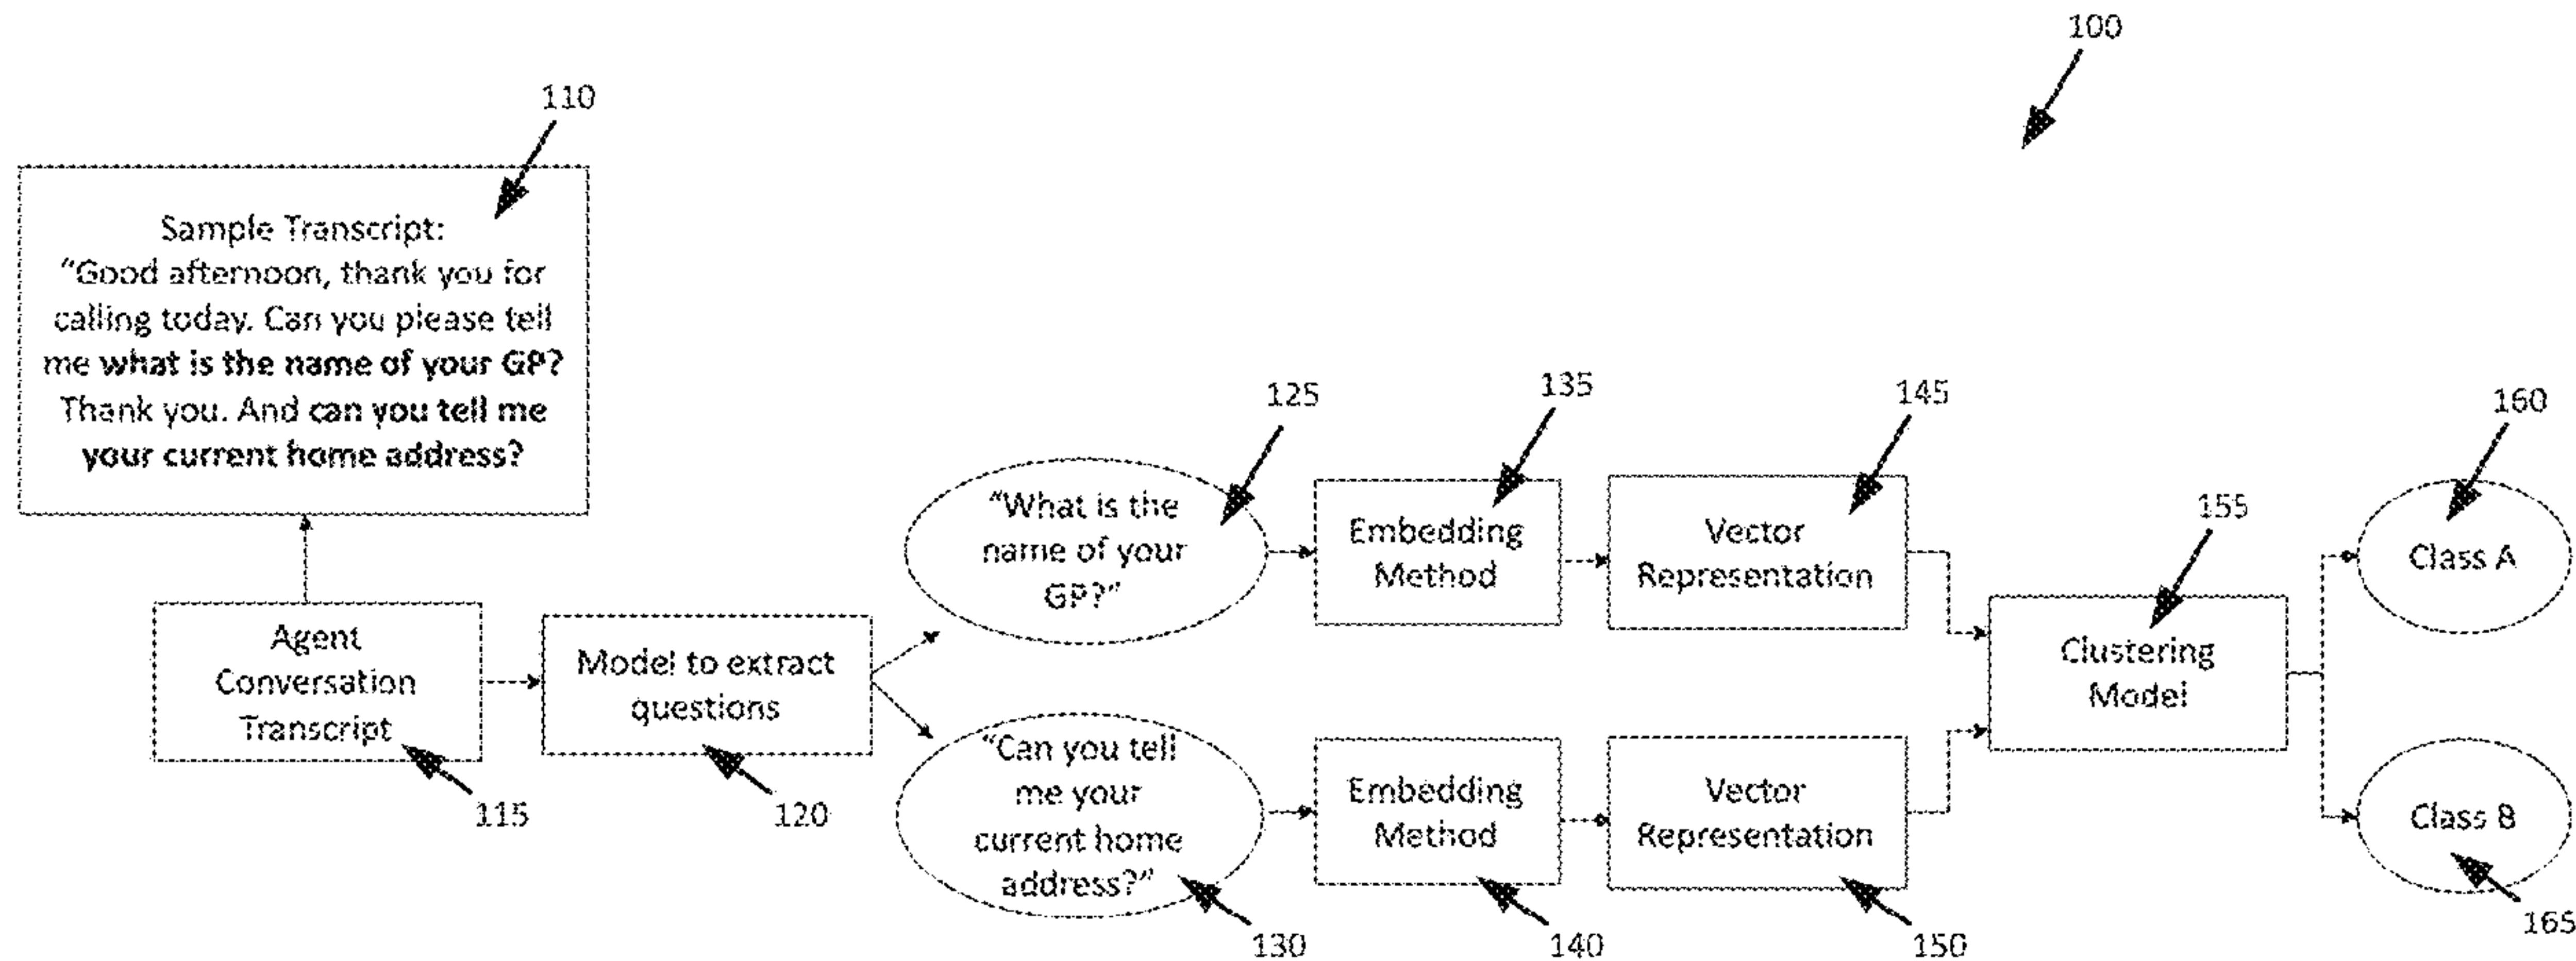 100
110
Sample Transcript:
“Good afternoon, thank you for
calling today. Can you please tell
me what is the name of your GP?
Thank you. And can you tell me
your current home address?
Agent
Conversation
Transcript
115
Model to extract
questions
120
125
“What is the
name of your
GP?”
“Can you tell
me your
current home
address?”
130
135
Embedding
Method
Embedding
Method
140
145
Vector
Representation
Vector
Representation
150
155
Clustering
Model
160
Class A
Class B
165